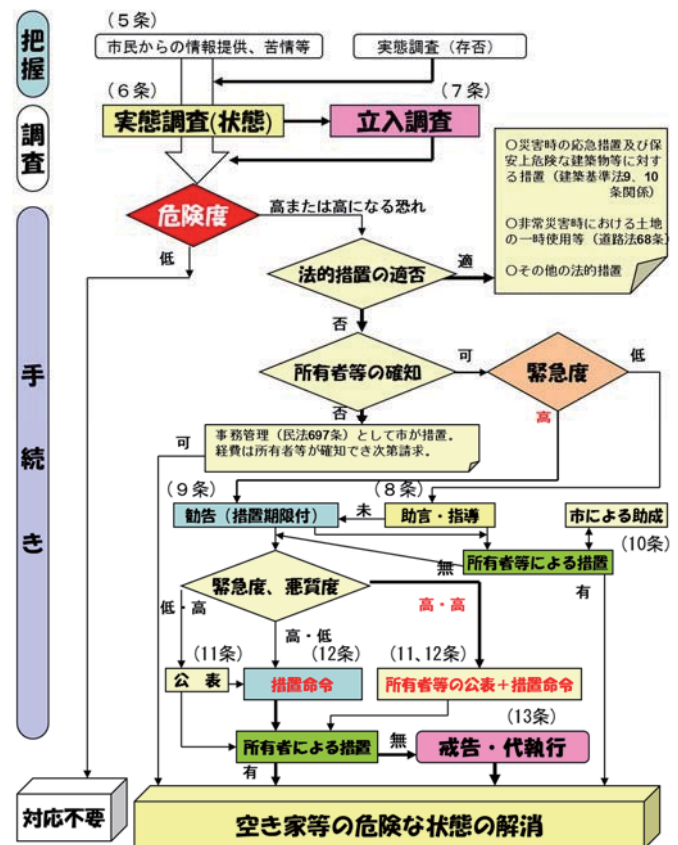 把握
(5条)
市民からの情報提供、苦情等
実態調査(存否)
(6条)
(7条)
調査
実態調査(状態)
立入調査
○災害時の応急措置及び保
安上危険な建築物等に対す
る措置(建築基準法9、10
条関係)
○非常災害時における土地
の一時使用等(道路法68条)
○その他の法的措置
手続き
危険度
高または高になる恐れ
低
法的措置の適否
適
否
所有者等の確知
可
緊急度
低
否
高
可
事務管理(民法697条)として市が措置。
経費は所有者等が確知でき次第請求。
(9条)
(8条)
勧告(措置期限付)
未
助言・指導
市による助成
(10条)
無
所有者等による措置
有
緊急度、悪質度
低・高
高・低
高・高
(11条)
(12条)
(11、12条)
公 表
措置命令
所有者等の公表+措置命令
(13条)
所有者による措置
無
戒告・代執行
有
対応不要
空き家等の危険な状態の解消